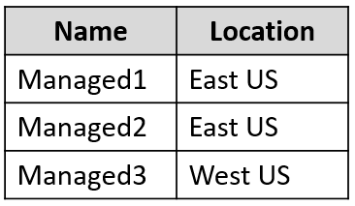 Name Location
Managed1 East US
Managed2 East US
Managed3 West US